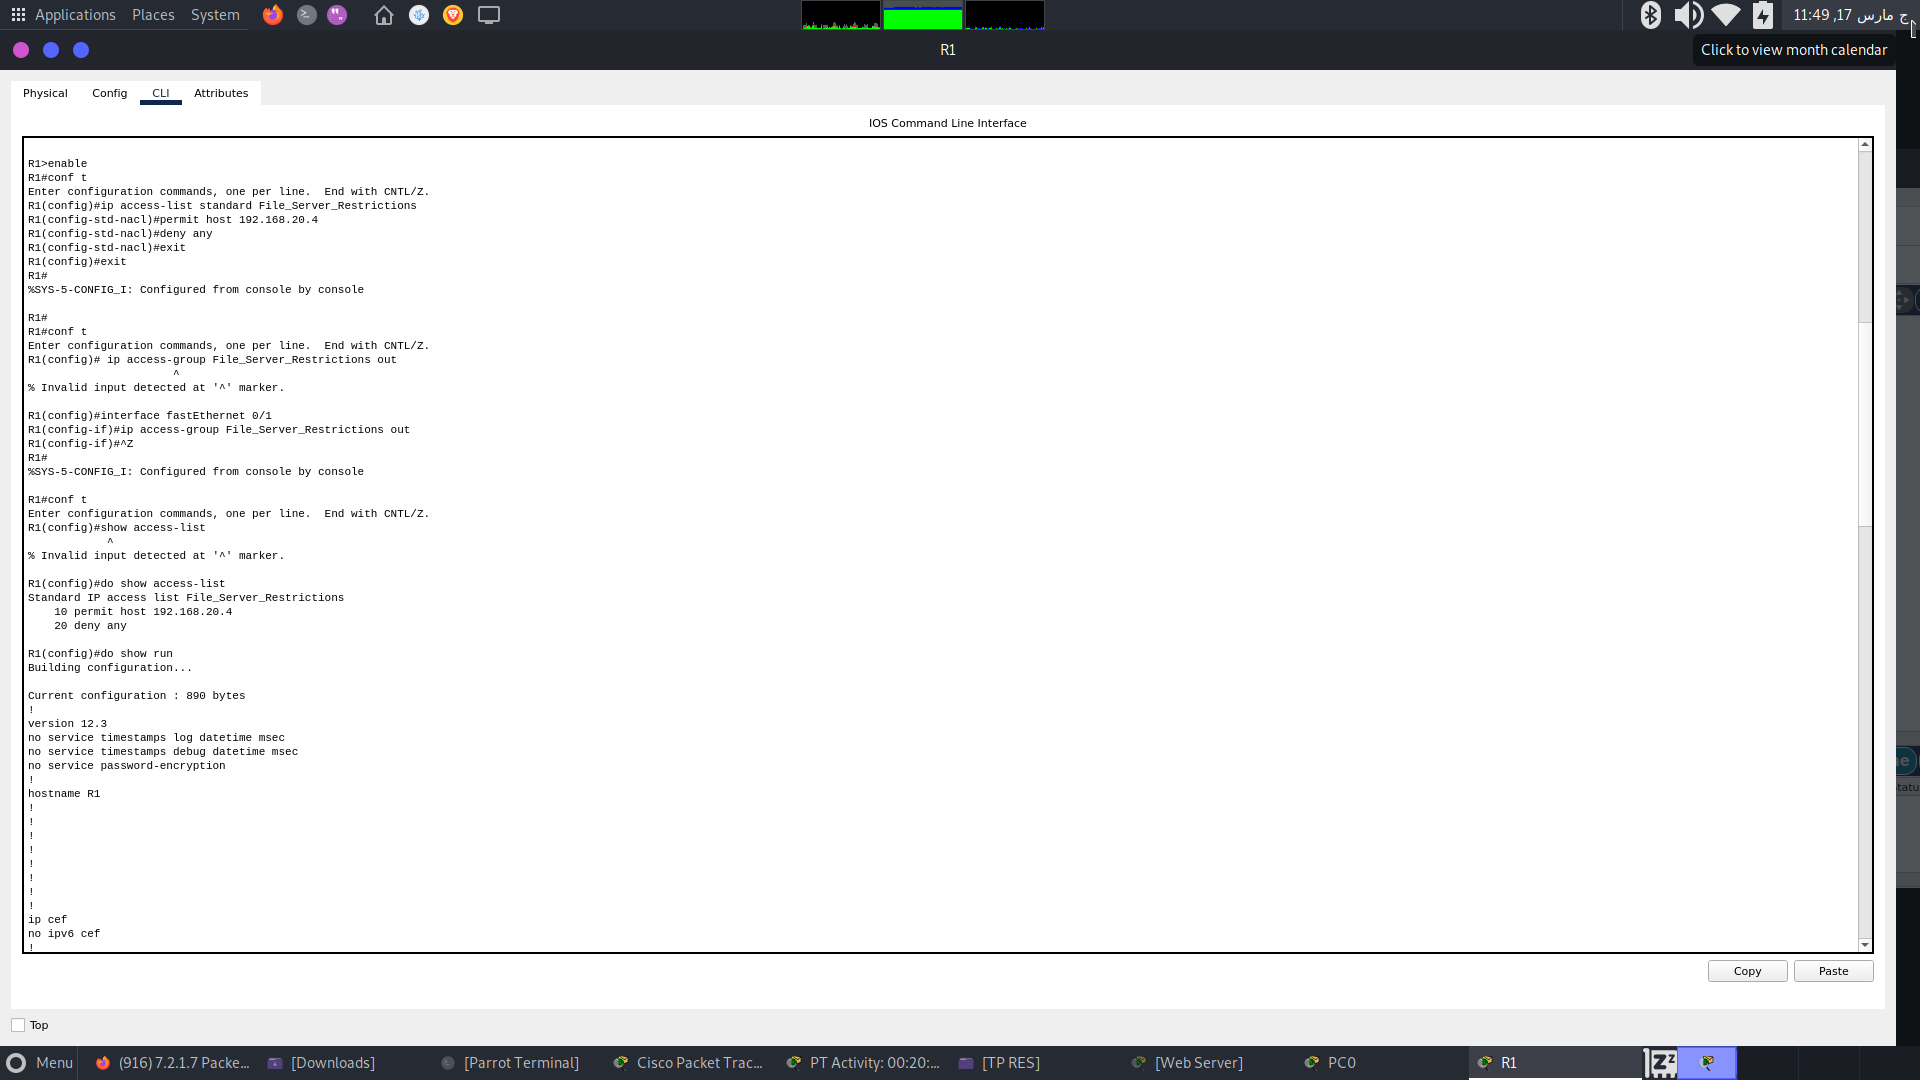 Applications Places System
ج مارس 17, 11:49
R1
Click to view month calendar
Physical Config CLI Attributes
IOS Command Line Interface
R1>enable
R1#conf t
Enter configuration commands, one per line.  End with CNTL/Z.
R1(config)#ip access-list standard File_Server_Restrictions
R1(config-std-nacl)#permit host 192.168.20.4
R1(config-std-nacl)#deny any
R1(config-std-nacl)#exit
R1(config)#exit
R1#
%SYS-5-CONFIG_I: Configured from console by console
R1#
R1#conf t
Enter configuration commands, one per line.  End with CNTL/Z.
R1(config)# ip access-group File_Server_Restrictions out
^
% Invalid input detected at '^' marker.
R1(config)#interface fastEthernet 0/1
R1(config-if)#ip access-group File_Server_Restrictions out
R1(config-if)#^Z
R1#
%SYS-5-CONFIG_I: Configured from console by console
R1#conf t
Enter configuration commands, one per line.  End with CNTL/Z.
R1(config)#show access-list
^
% Invalid input detected at '^' marker.
R1(config)#do show access-list
Standard IP access list File_Server_Restrictions
10 permit host 192.168.20.4
20 deny any
R1(config)#do show run
Building configuration...
Current configuration : 890 bytes
!
version 12.3
no service timestamps log datetime msec
no service timestamps debug datetime msec
no service password-encryption
!
hostname R1
!
!
!
!
!
!
!
!
ip cef
no ipv6 cef
!
Copy Paste
Top
Menu (916) 7.2.1.7 Packe... [Downloads] [Parrot Terminal] Cisco Packet Trac... PT Activity: 00:20:... [TP RES] [Web Server] PC0 R1